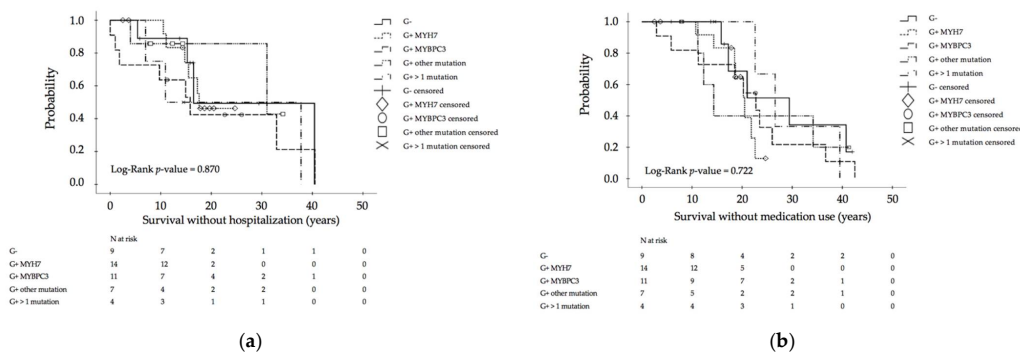 1.0
0.8
0.6
0.4
0.2
0.0
Probability
Log-Rank p-value = 0.870
0 10 20 30 40 50
Survival without hospitalization (years)
G-
G+ MYH7
G+ MYBPC3
G+ other mutation
G+ > 1 mutation
G- censored
G+ MYH7 censored
G+ MYBPC3 censored
G+ other mutation censored
G+ > 1 mutation censored
N at risk
G- 9 7 2 1 1 0
G+ MYH7 14 12 2 0 0 0
G+ MYBPC3 11 7 4 2 1 0
G+ other mutation 7 4 2 2 0 0
G+ > 1 mutation 4 3 1 1 0 0
(a)
1.0
0.8
0.6
0.4
0.2
0.0
Probability
Log-Rank p-value = 0.722
0 10 20 30 40 50
Survival without medication use (years)
G-
G+ MYH7
G+ MYBPC3
G+ other mutation
G+ > 1 mutation
G- censored
G+ MYH7 censored
G+ MYBPC3 censored
G+ other mutation censored
G+ > 1 mutation censored
N at risk
G- 9 8 4 2 2 0
G+ MYH7 14 12 5 0 0 0
G+ MYBPC3 11 9 7 2 1 0
G+ other mutation 7 5 2 2 1 0
G+ > 1 mutation 4 4 3 1 0 0
(b)